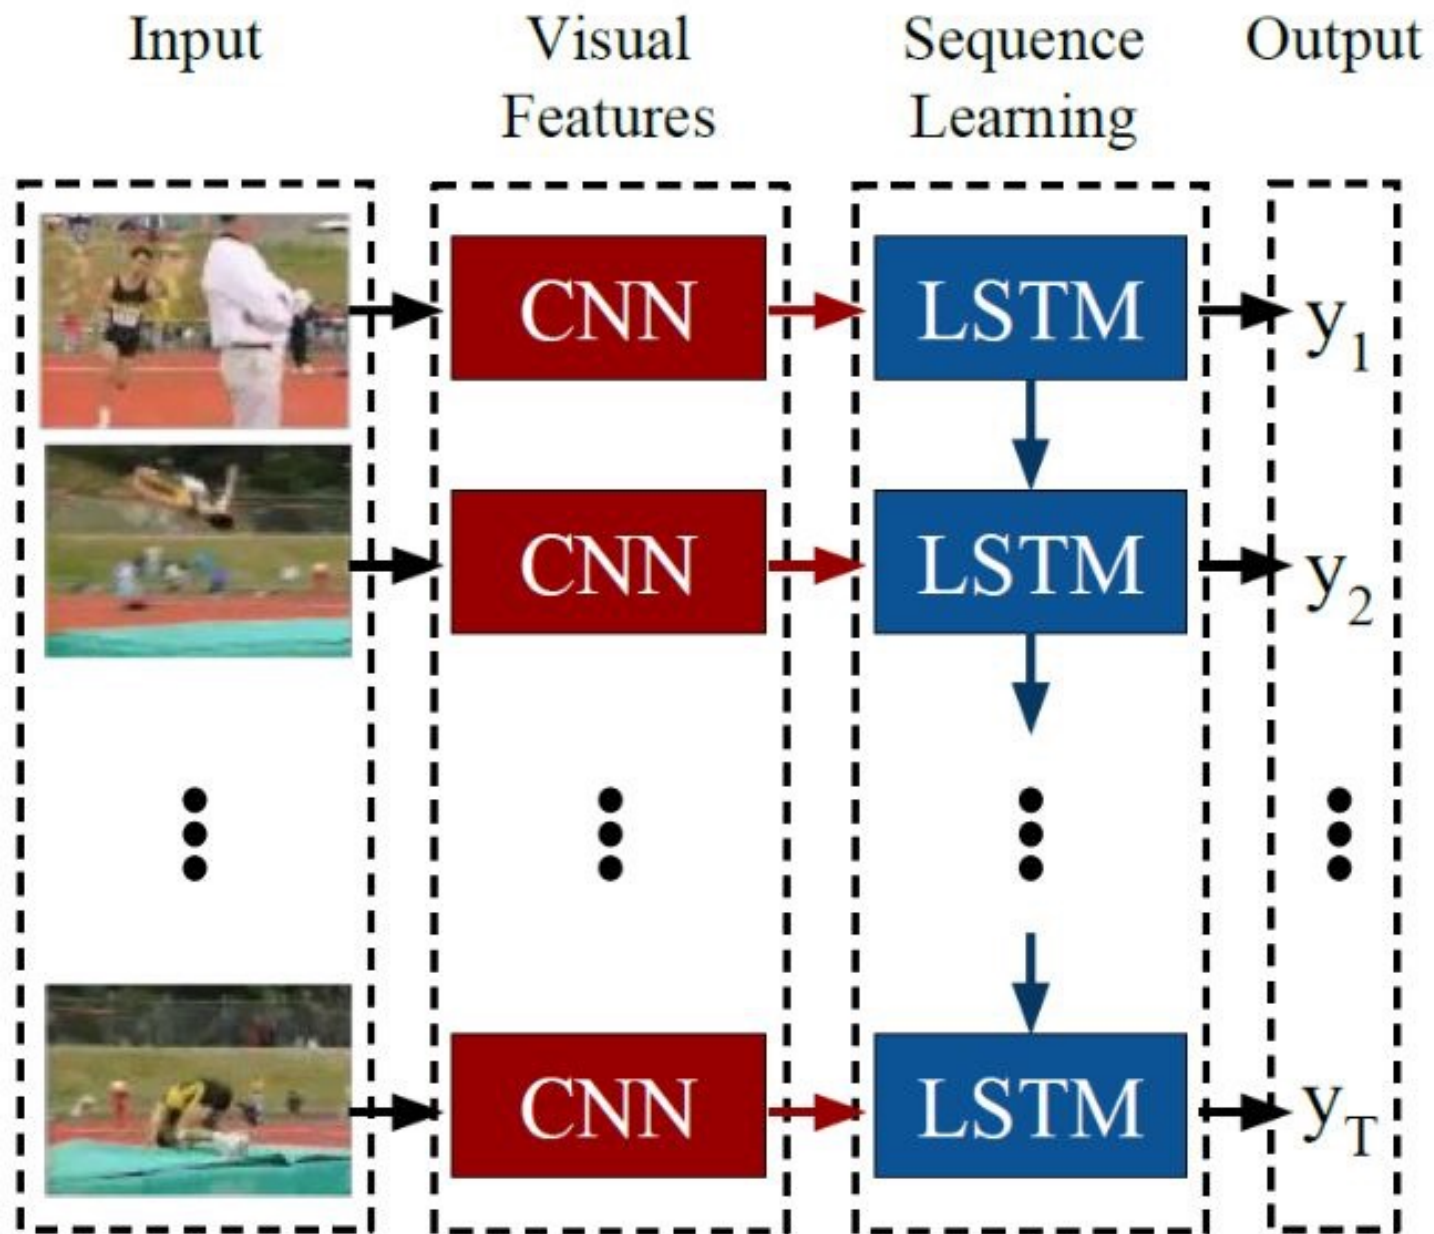 Input
Visual
Features
Sequence
Learning
Output
CNN
LSTM
y1
CNN
LSTM
y2
CNN
LSTM
yT